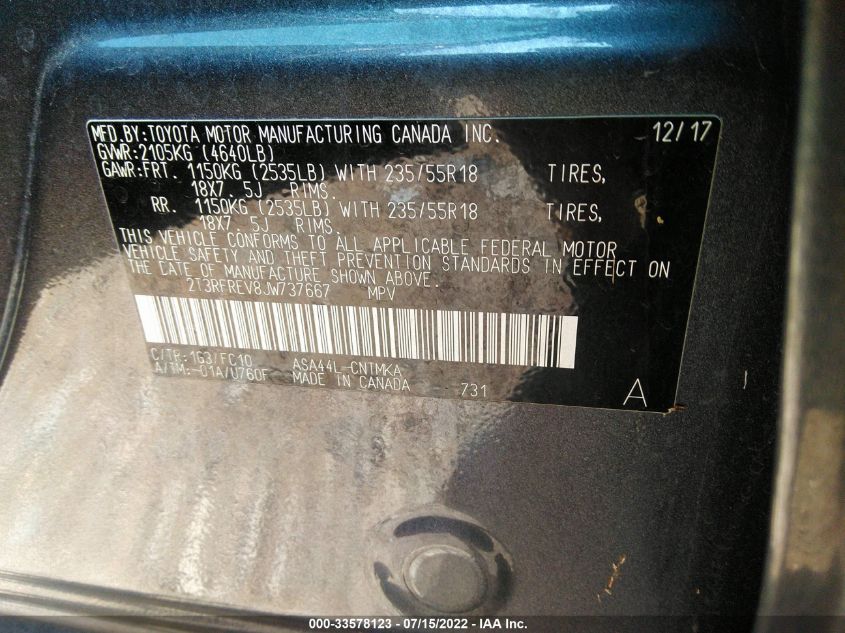 MFD.BY:TOYOTA MOTOR MANUFACTURING CANADA INC. 12/17
GVWR:2105KG (4640LB)
GAWR:FRT. 1150KG (2535LB) WITH 235/55R18 TIRES,
18X7. 5J RIMS.
RR. 1150KG (2535LB) WITH 235/55R18 TIRES,
18X7. 5J RIMS.
THIS VEHICLE CONFORMS TO ALL APPLICABLE FEDERAL MOTOR
VEHICLE SAFETY AND THEFT PREVENTION STANDARDS IN EFFECT ON
THE DATE OF MANUFACTURE SHOWN ABOVE.
2T3RFREV8JW737667 MPV
C/TR:1G3/FC10 ASA44L-CNTMKA
A/TM:-01A/U760F MADE IN CANADA 731 A
000-33578123 - 07/15/2022 - IAA Inc.